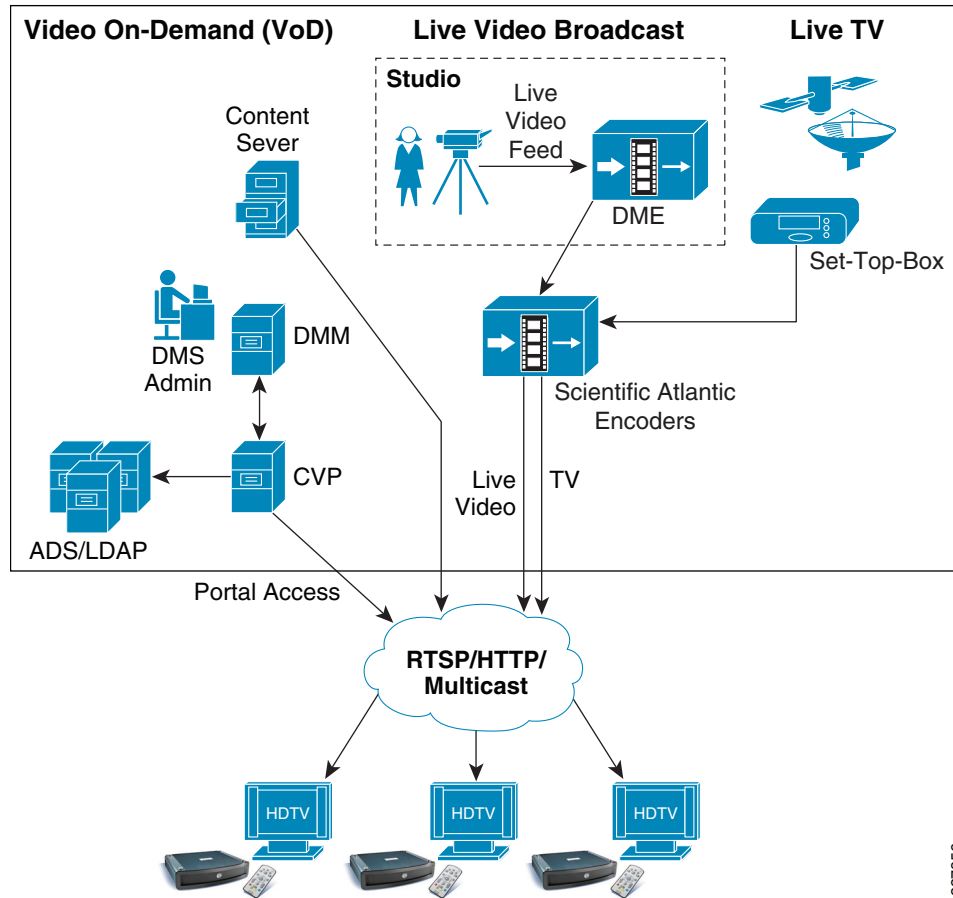 Video On-Demand (VoD)
Live Video Broadcast
Live TV
Studio
Live
Video
Feed
DME
Content
Sever
Set-Top-Box
DMS
Admin
DMM
Scientific Atlantic
Encoders
CVP
ADS/LDAP
Live
Video
TV
Portal Access
RTSP/HTTP/
Multicast
HDTV
HDTV
HDTV